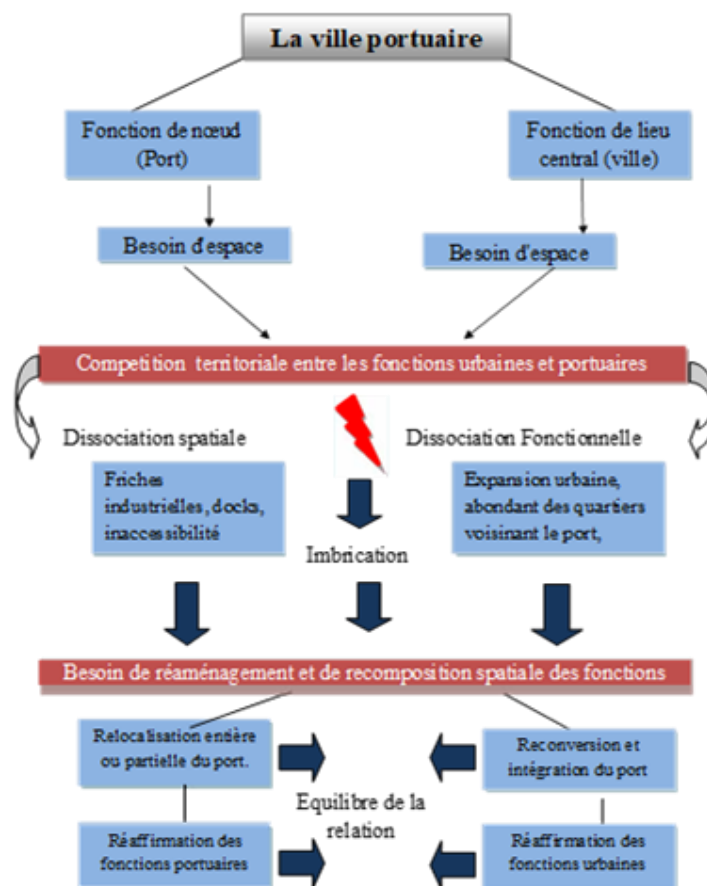 La ville portuaire
Fonction de nœud
(Port)
Fonction de lieu
central (ville)
Besoin d'espace
Besoin d'espace
Competition territoriale entre les fonctions urbaines et portuaires
Dissociation spatiale
Dissociation Fonctionnelle
Friches
industrielles, docks,
inaccessibilité
Expansion urbaine,
abondant des quartiers
voisinant le port,
Imbrication
Besoin de réaménagement et de recomposition spatiale des fonctions
Relocalisation entière
ou partielle du port.
Reconversion et
intégration du port
Equilibre de la
relation
Réaffirmation des
fonctions portuaires
Réaffirmation des
fonctions urbaines